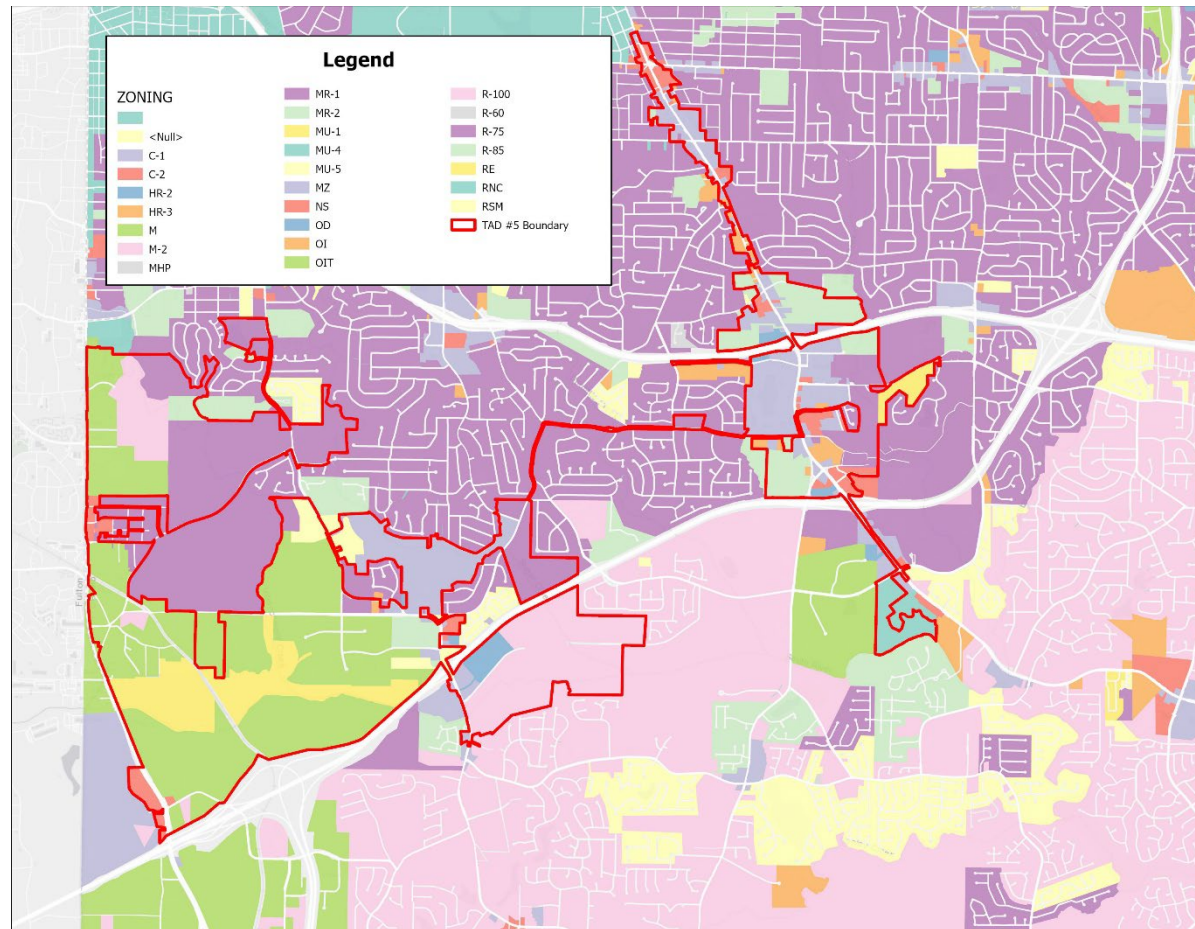 Legend
ZONING
<Null>
C-1
C-2
HR-2
HR-3
M
M-2
MHP
MR-1
MR-2
MU-1
MU-4
MU-5
MZ
NS
OD
OI
OIT
R-100
R-60
R-75
R-85
RE
RNC
RSM
TAD #5 Boundary
Fulton